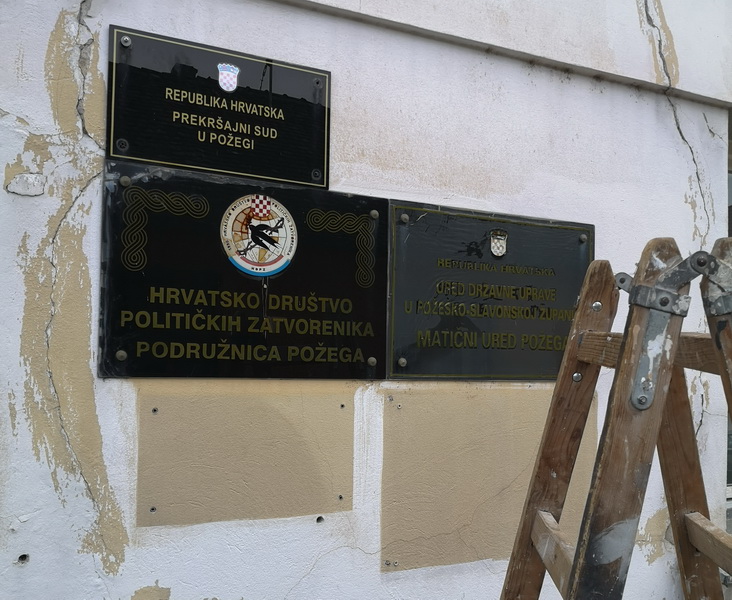 REPUBLIKA HRVATSKA
PREKRŠAJNI SUD
U POŽEGI
HRVATSKO DRUŠTVO
POLITIČKIH ZATVORENIKA
PODRUŽNICA POŽEGA
REPUBLIKA HRVATSKA
URED DRŽAVNE UPRAVE
U POŽEŠKO-SLAVONSKOJ
MATIČNI URED POŽEGA